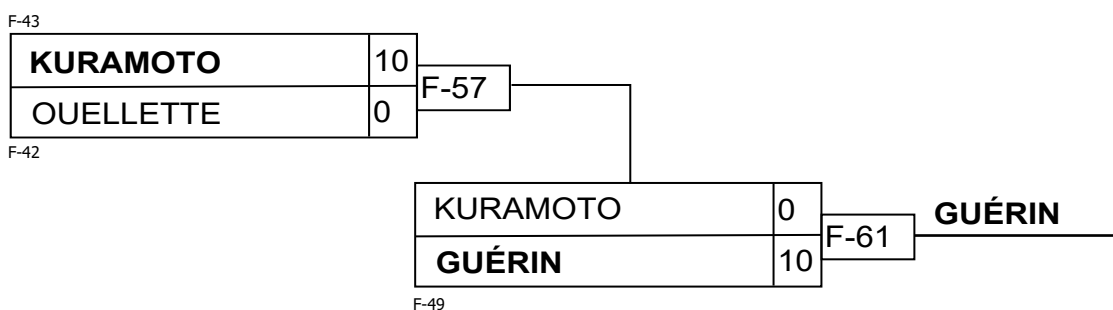 F-43
KURAMOTO 10
F-57
OUELLETTE 0
F-42
KURAMOTO 0
GUÉRIN
F-61
GUÉRIN 10
F-49